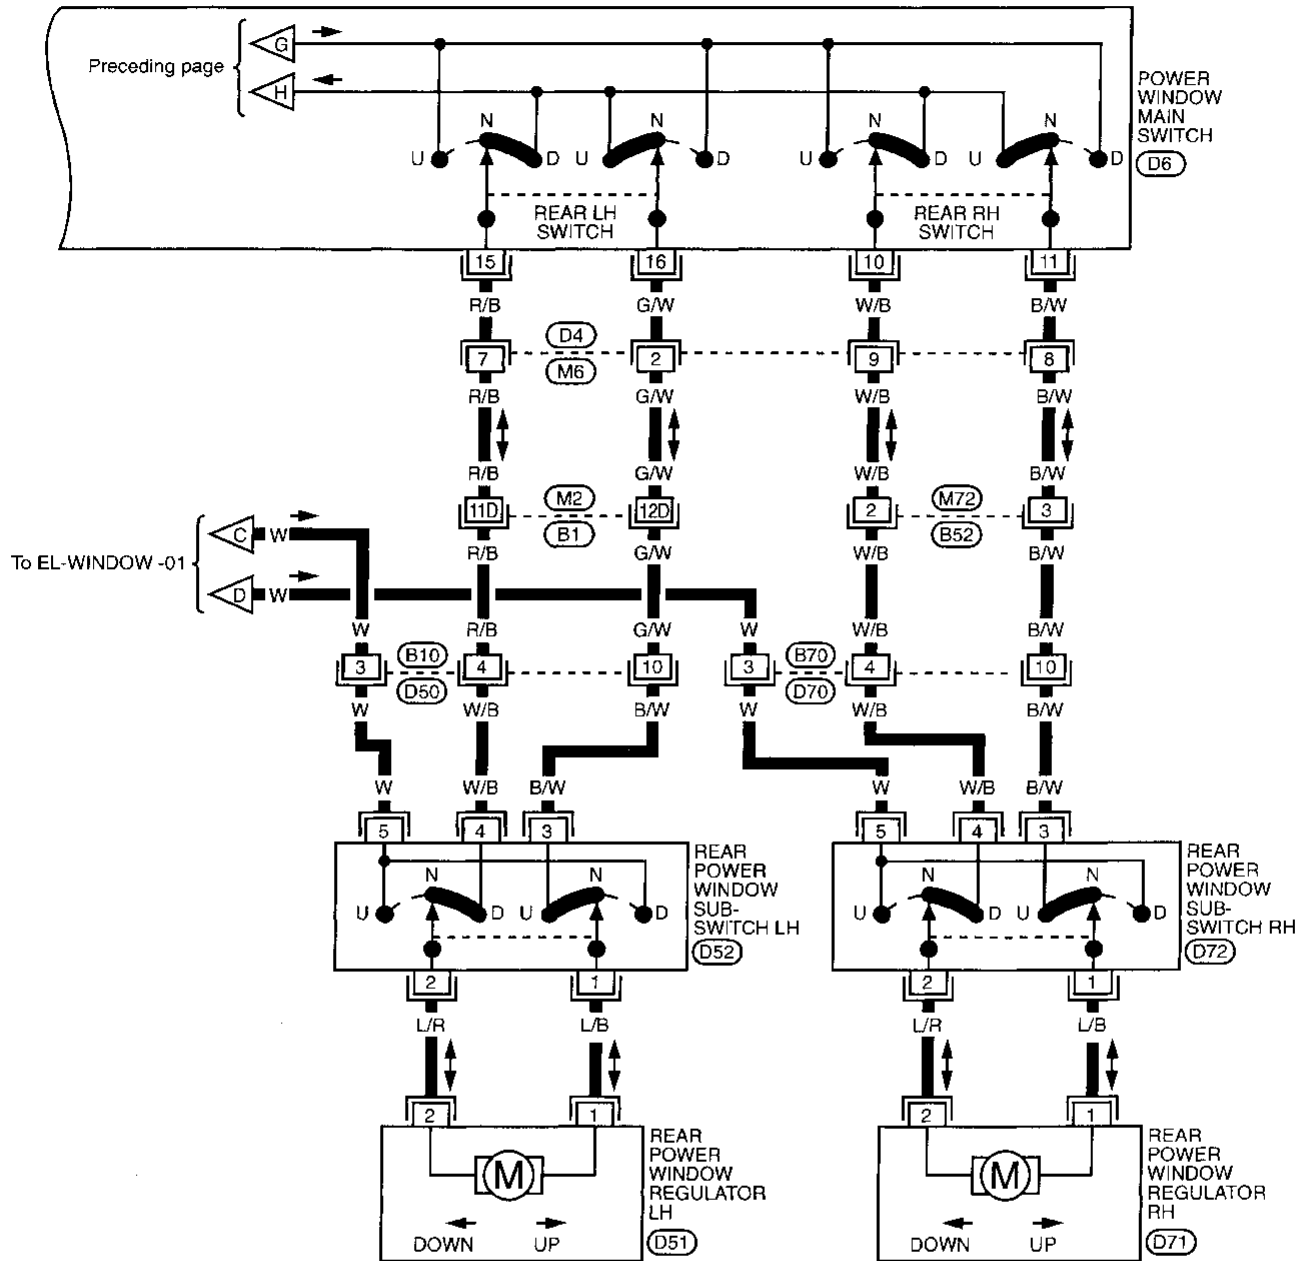 G
Preceding page
H
POWER
WINDOW
MAIN
SWITCH
D6
N N N N
U D U D U D U D
REAR LH
SWITCH
REAR RH
SWITCH
15 16 10 11
R/B G/W W/B B/W
D4
7 2 9 8
M6
R/B G/W W/B B/W
R/B G/W W/B B/W
M2 M72
11D 12D 2 3
B1 B52
To EL-WINDOW -01
C W
R/B G/W W/B B/W
D W
W R/B G/W W W/B B/W
B10 B70
3 4 10 3 4 10
D50 D70
W W/B B/W W W/B B/W
W W/B B/W W W/B B/W
5 4 3 5 4 3
REAR
POWER
WINDOW
SUB-
SWITCH LH
D52
REAR
POWER
WINDOW
SUB-
SWITCH RH
D72
N N N N
U D U D U D U D
2 1 2 1
L/R L/B L/R L/B
2 1 2 1
M M
REAR
POWER
WINDOW
REGULATOR
LH
D51
REAR
POWER
WINDOW
REGULATOR
RH
D71
DOWN UP DOWN UP